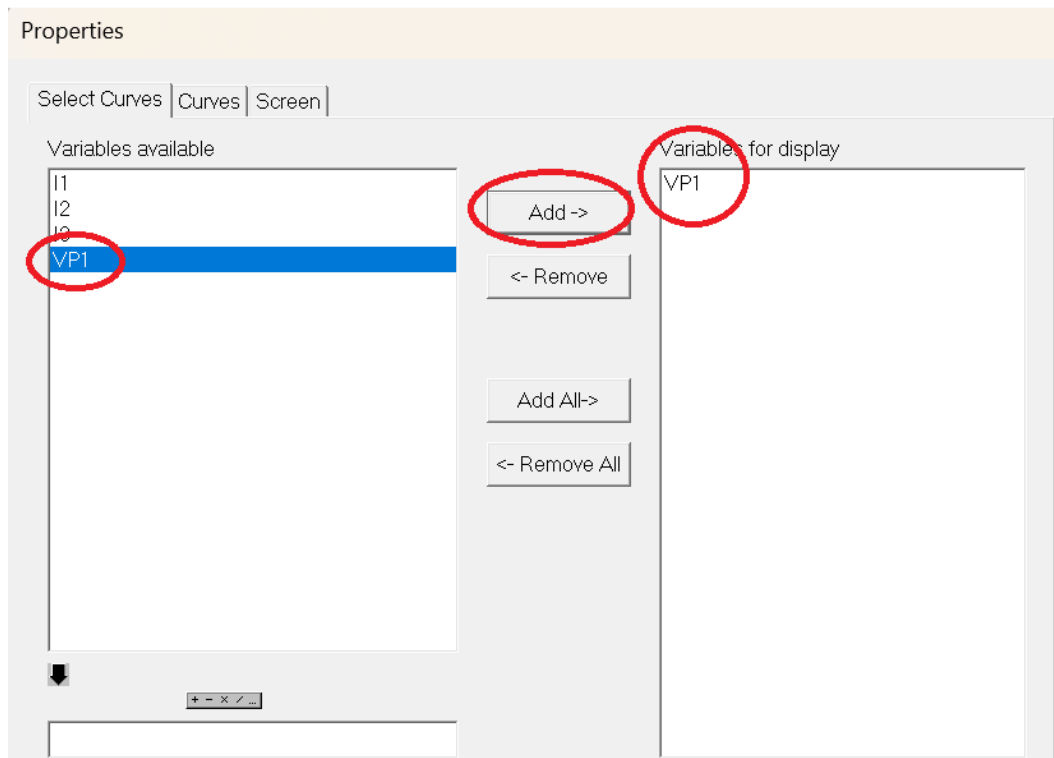 Properties
Select Curves Curves Screen
Variables available
I1
I2
I3
VP1
Add ->
<- Remove
Add All->
<- Remove All
+ - × / ...
Variables for display
VP1